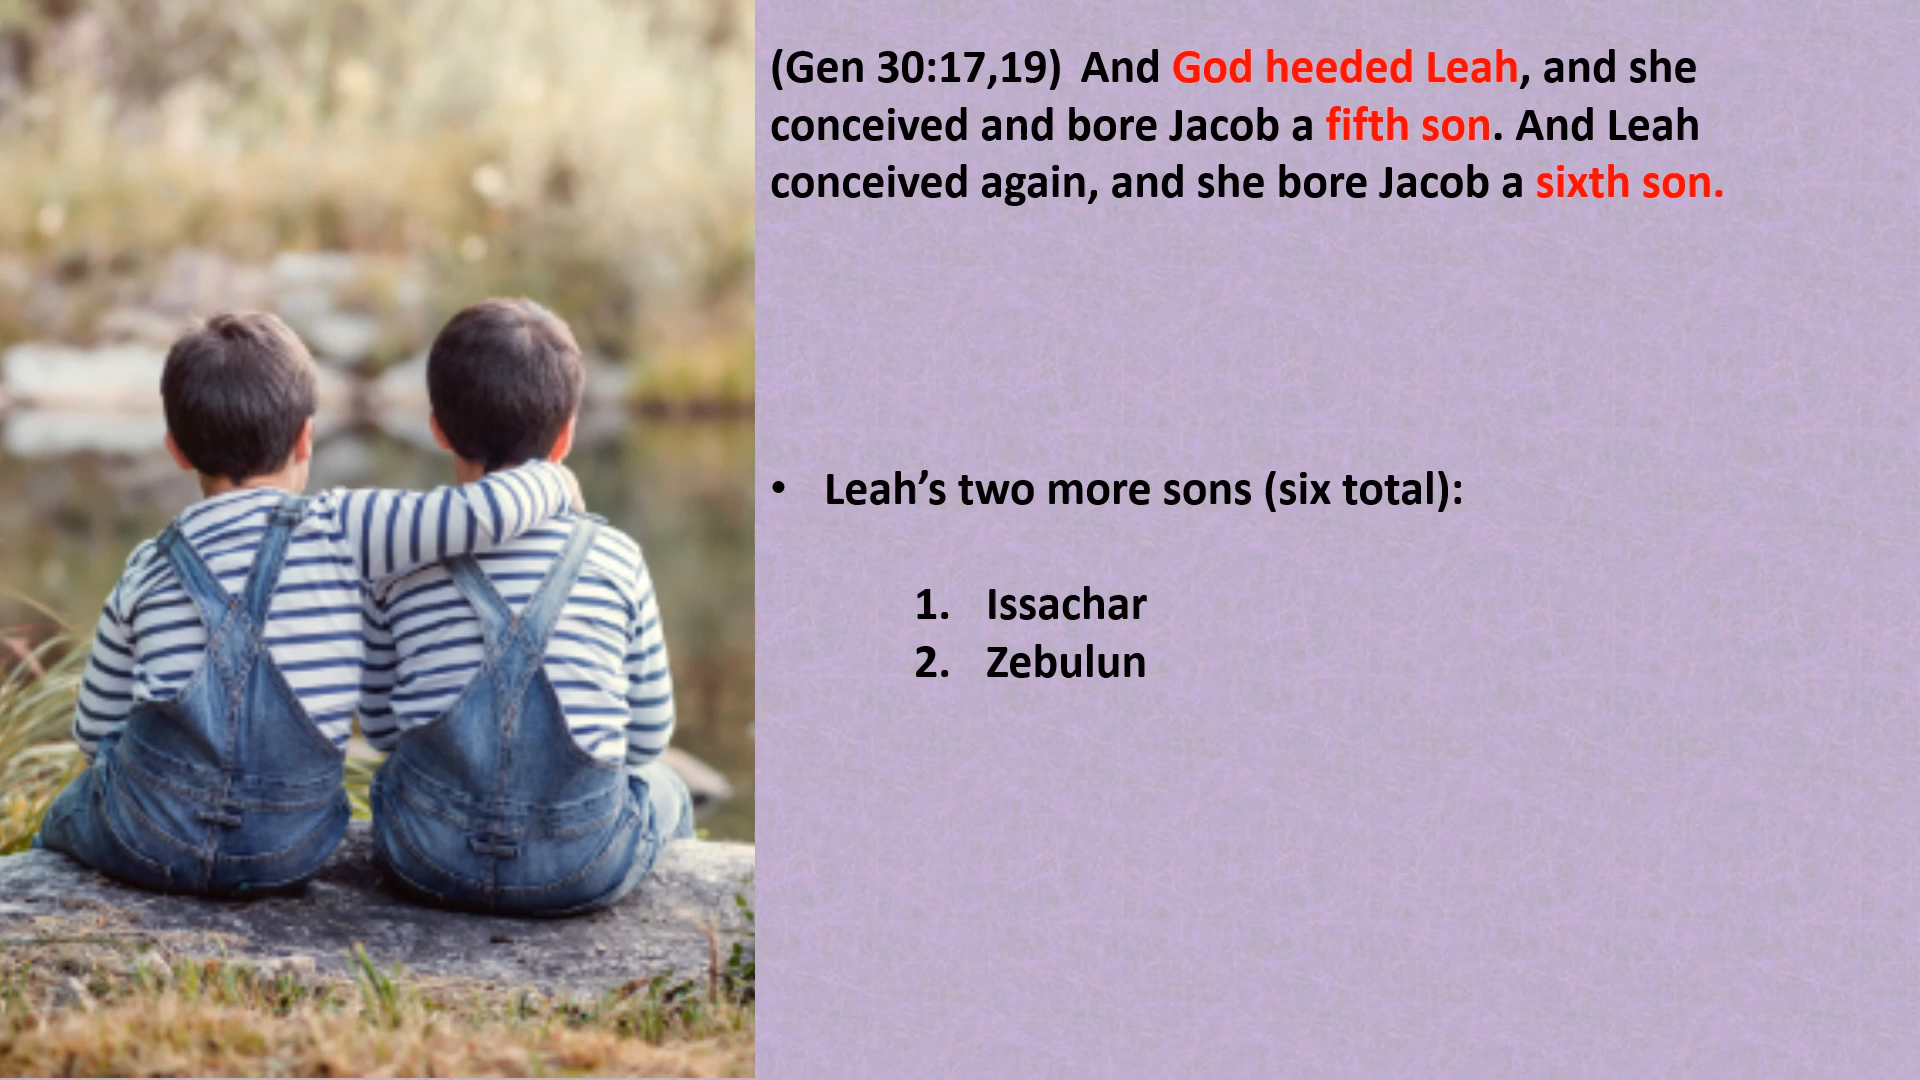 (Gen 30:17,19) And God heeded Leah, and she
conceived and bore Jacob a fifth son. And Leah
conceived again, and she bore Jacob a sixth son.
• Leah’s two more sons (six total):
1. Issachar
2. Zebulun